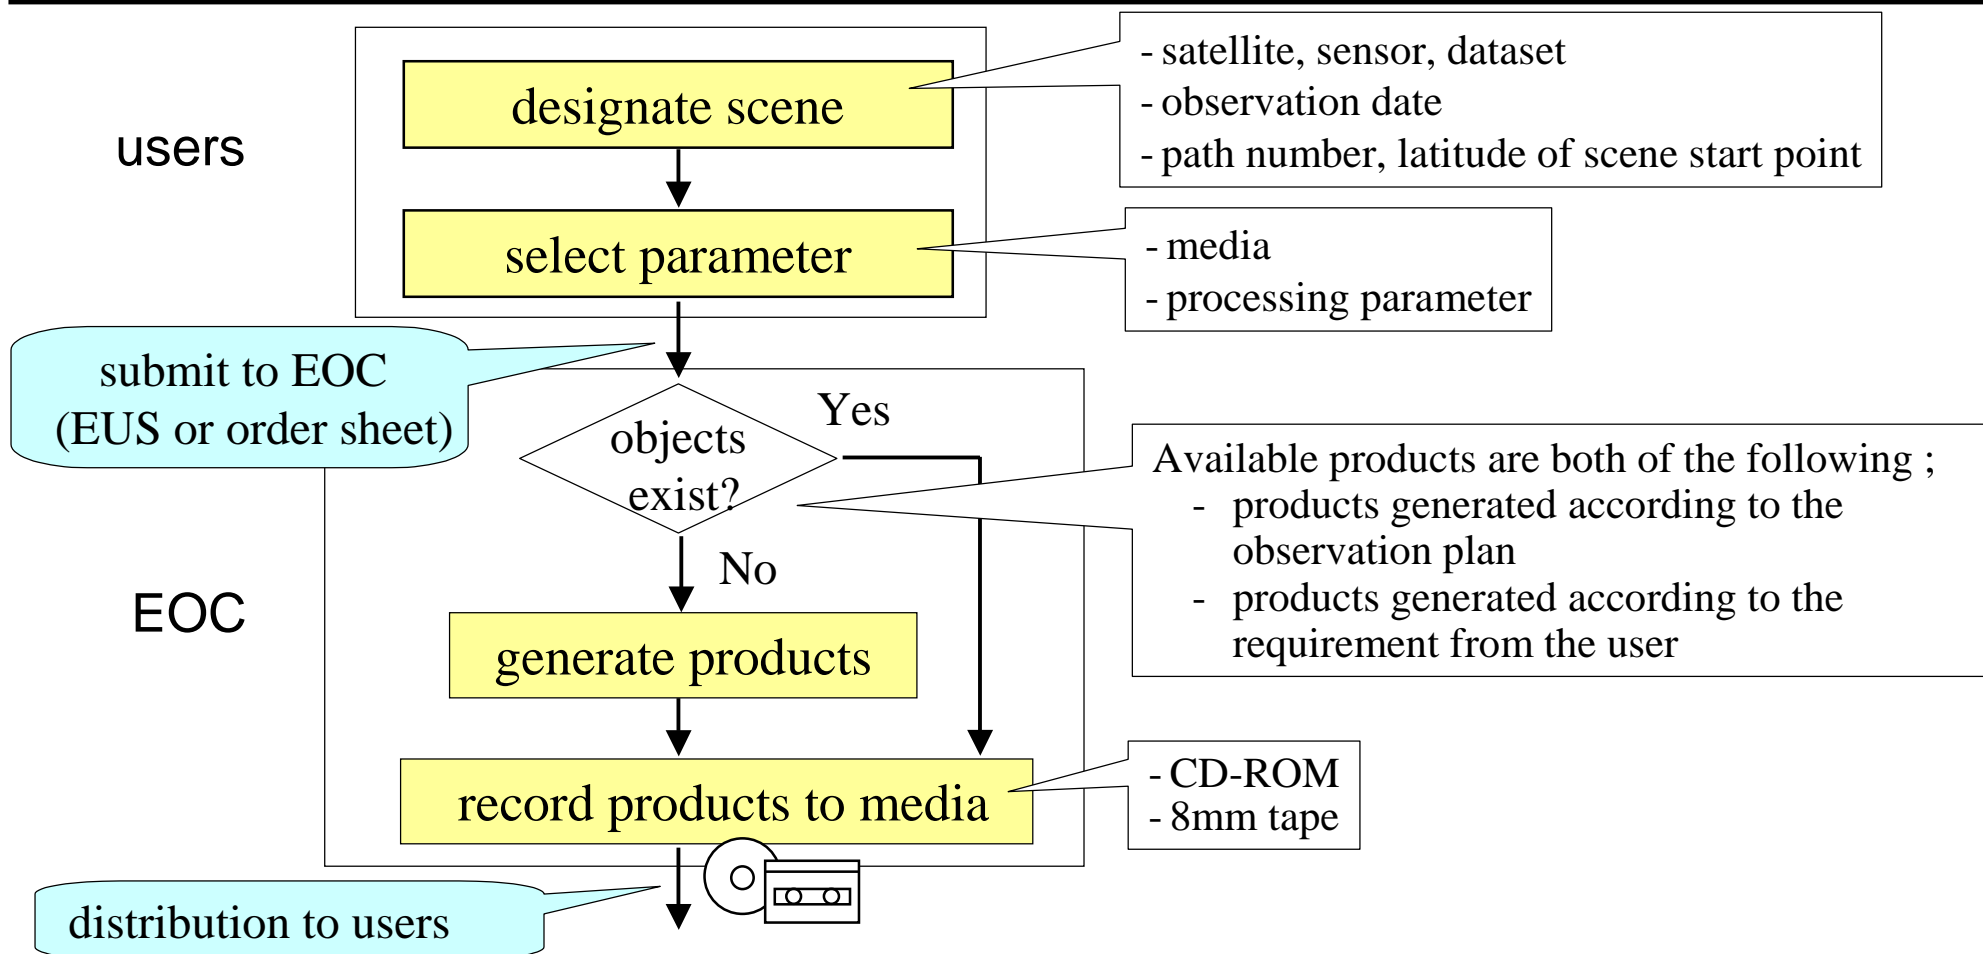 users
designate scene
- satellite, sensor, dataset
- observation date
- path number, latitude of scene start point
select parameter
- media
- processing parameter
submit to EOC
(EUS or order sheet)
EOC
objects
exist?
Yes
No
Available products are both of the following ;
- products generated according to the
observation plan
- products generated according to the
requirement from the user
generate products
record products to media
- CD-ROM
- 8mm tape
distribution to users